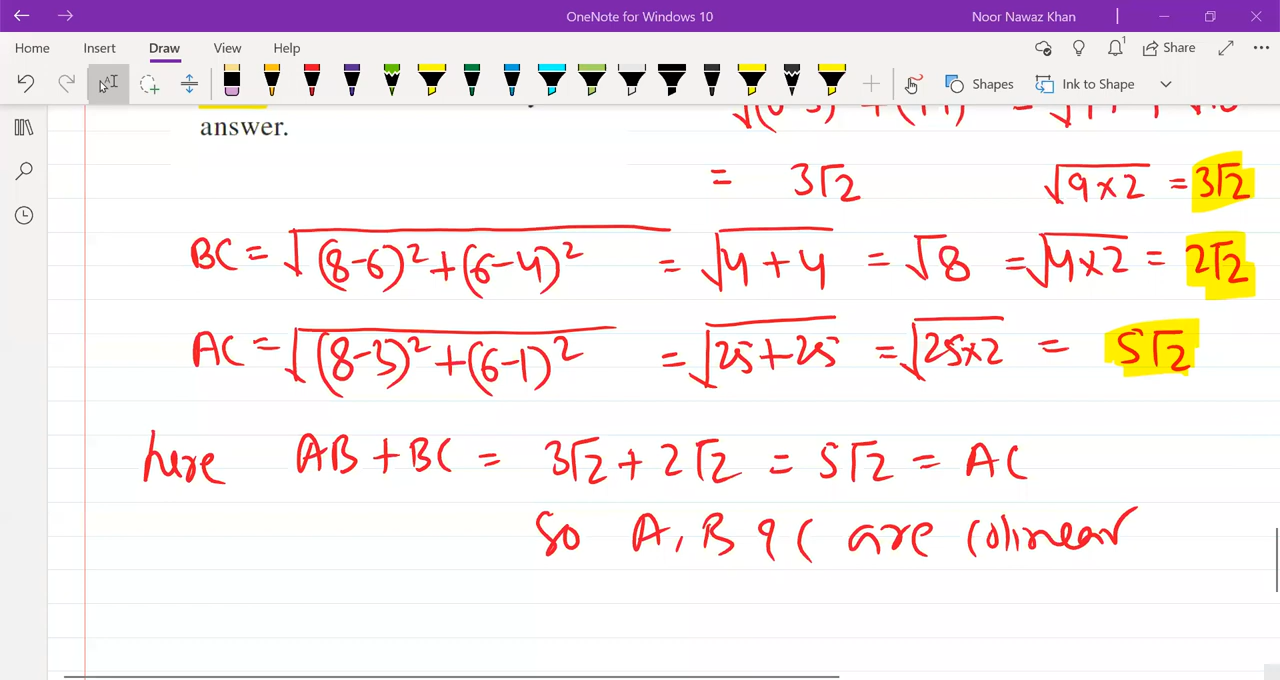 OneNote for Windows 10
Noor Nawaz Khan
Home Insert Draw View Help
1
Share
Shapes
Ink to Shape
answer.
= 3√2 √9×2 = 3√2
BC = √(8-6)²+(6-4)² = √4+4 = √8 = √4×2 = 2√2
AC = √(8-3)²+(6-1)² = √25+25 = √25×2 = 5√2
here AB + BC = 3√2 + 2√2 = 5√2 = AC
So A, B & C are Colinear